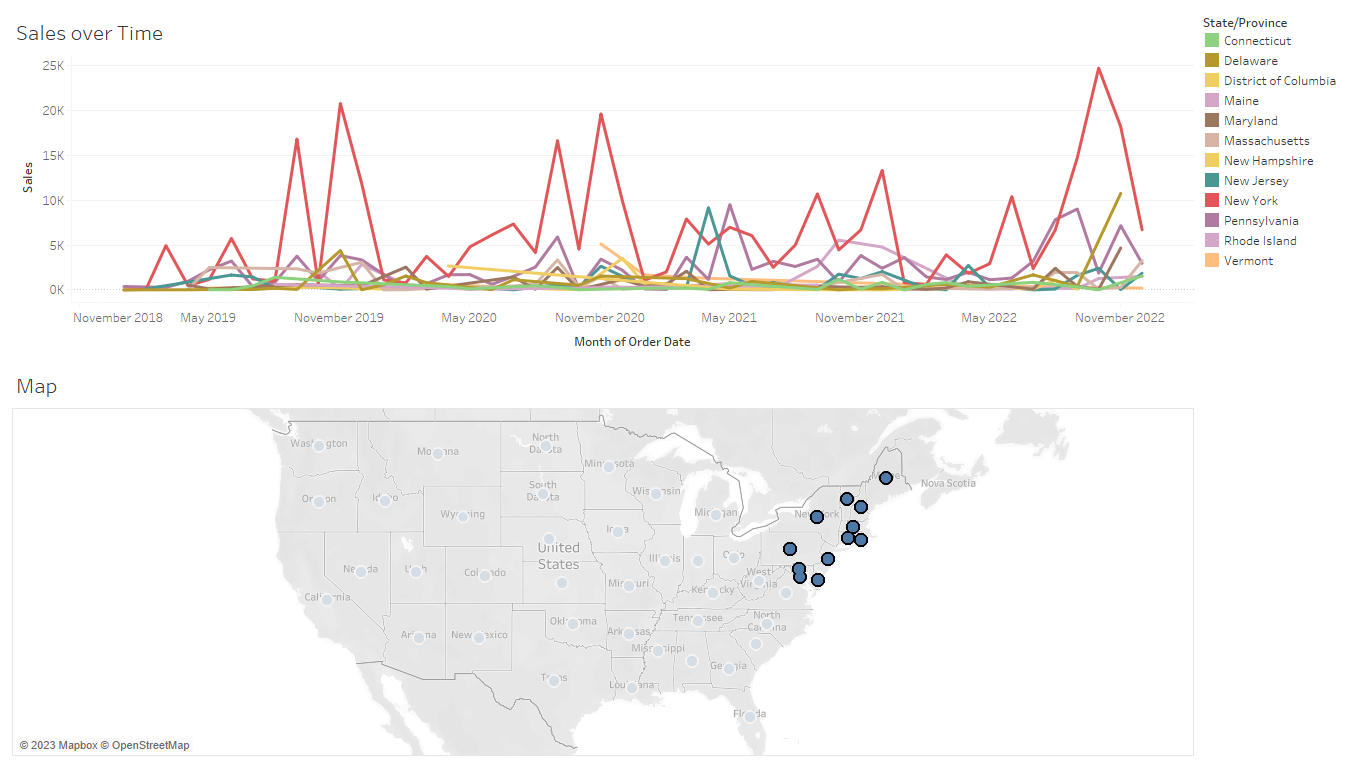 Sales over Time
25K
20K
15K
10K
5K
0K
Sales
November 2018 May 2019 November 2019 May 2020 November 2020 May 2021 November 2021 May 2022 November 2022
Month of Order Date
State/Province
Connecticut
Delaware
District of Columbia
Maine
Maryland
Massachusetts
New Hampshire
New Jersey
New York
Pennsylvania
Rhode Island
Vermont
Map
Washington
Montana
North
Dakota
Minnesota
Oregon
Idaho
South
Dakota
Wisconsin
Nova Scotia
Wyoming
Michigan
New York
Iowa
United
States
Illinois
Ohio
Nevada
Utah
Colorado
West
Virginia
Missouri
Kentucky
California
Tennessee
North
Carolina
Oklahoma
Arkansas
Arizona
New Mexico
Mississippi
Georgia
Texas
Louisiana
Florida
© 2023 Mapbox © OpenStreetMap